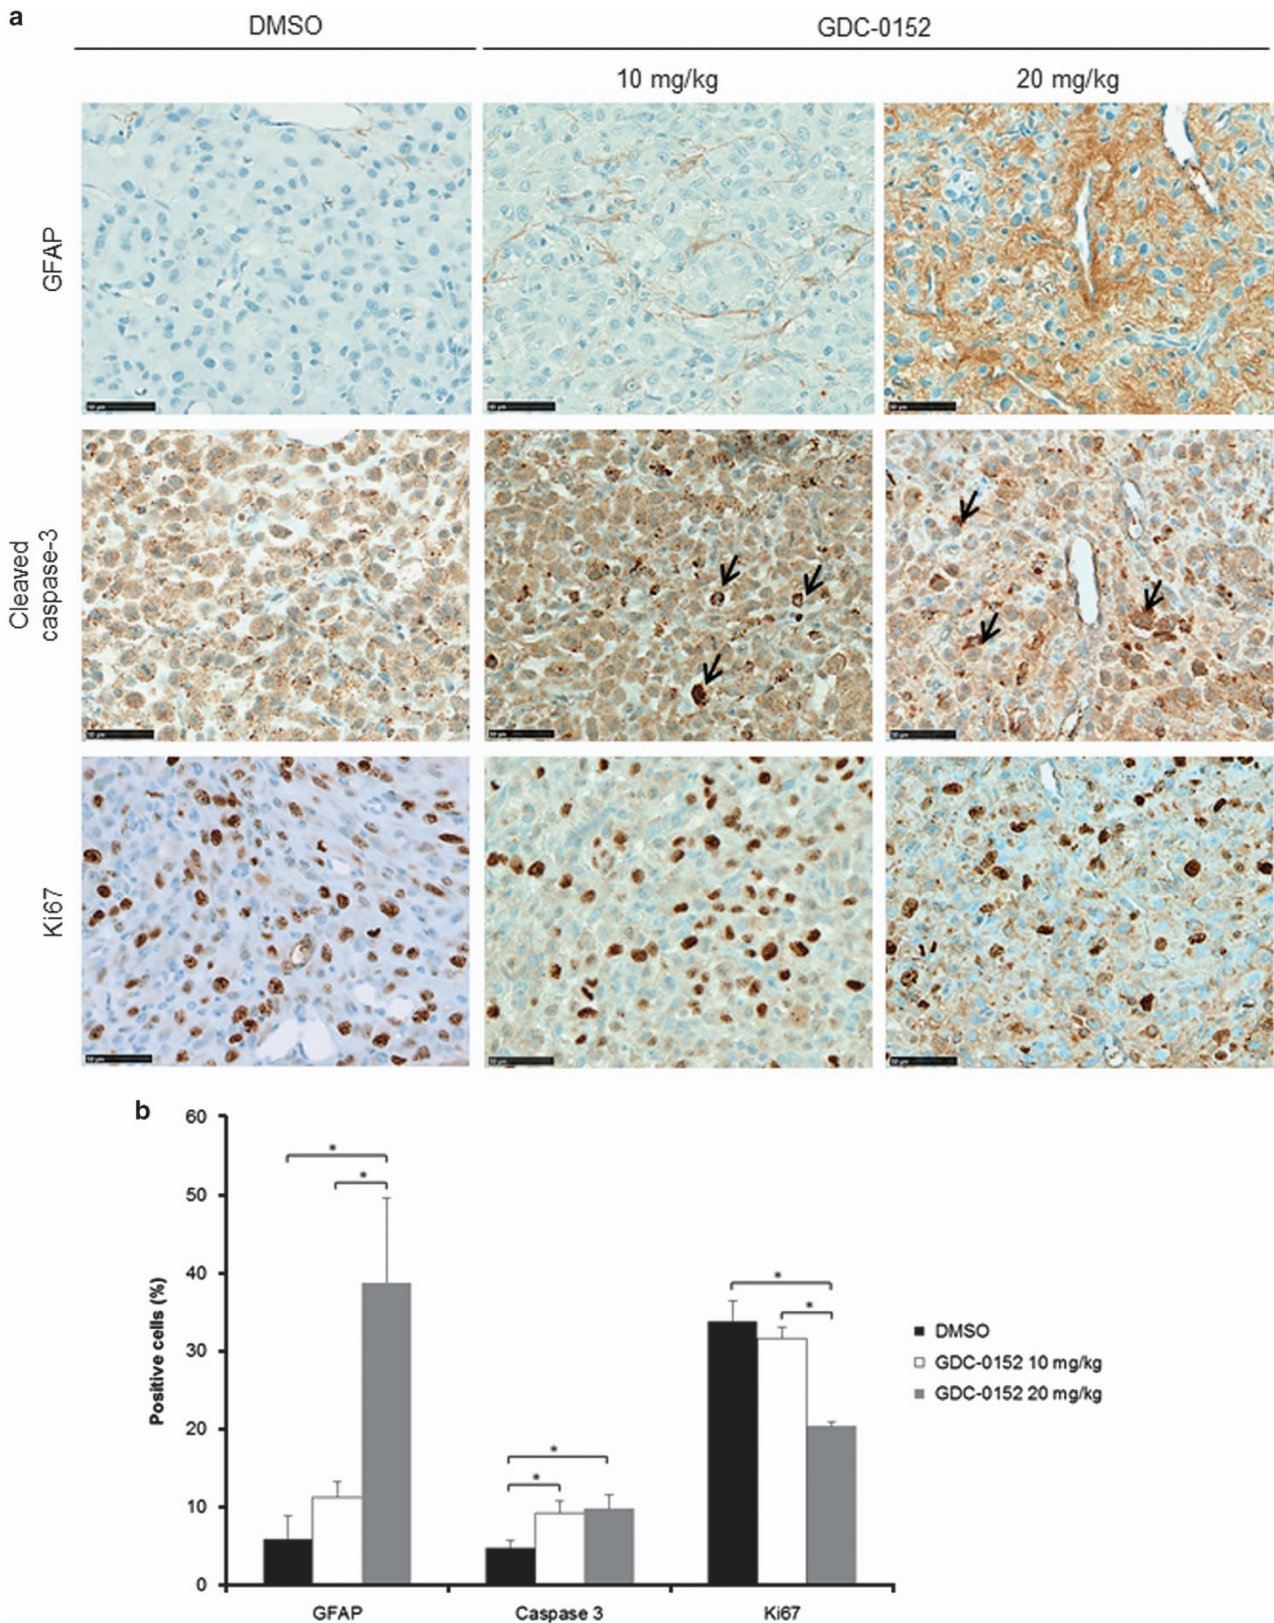 a
DMSO
GDC-0152
10 mg/kg
20 mg/kg
GFAP
Cleaved
caspase-3
Ki67
b
60
50
40
30
20
10
0
Positive cells (%)
*
*
*
*
*
*
GFAP
Caspase 3
Ki67
DMSO
GDC-0152 10 mg/kg
GDC-0152 20 mg/kg